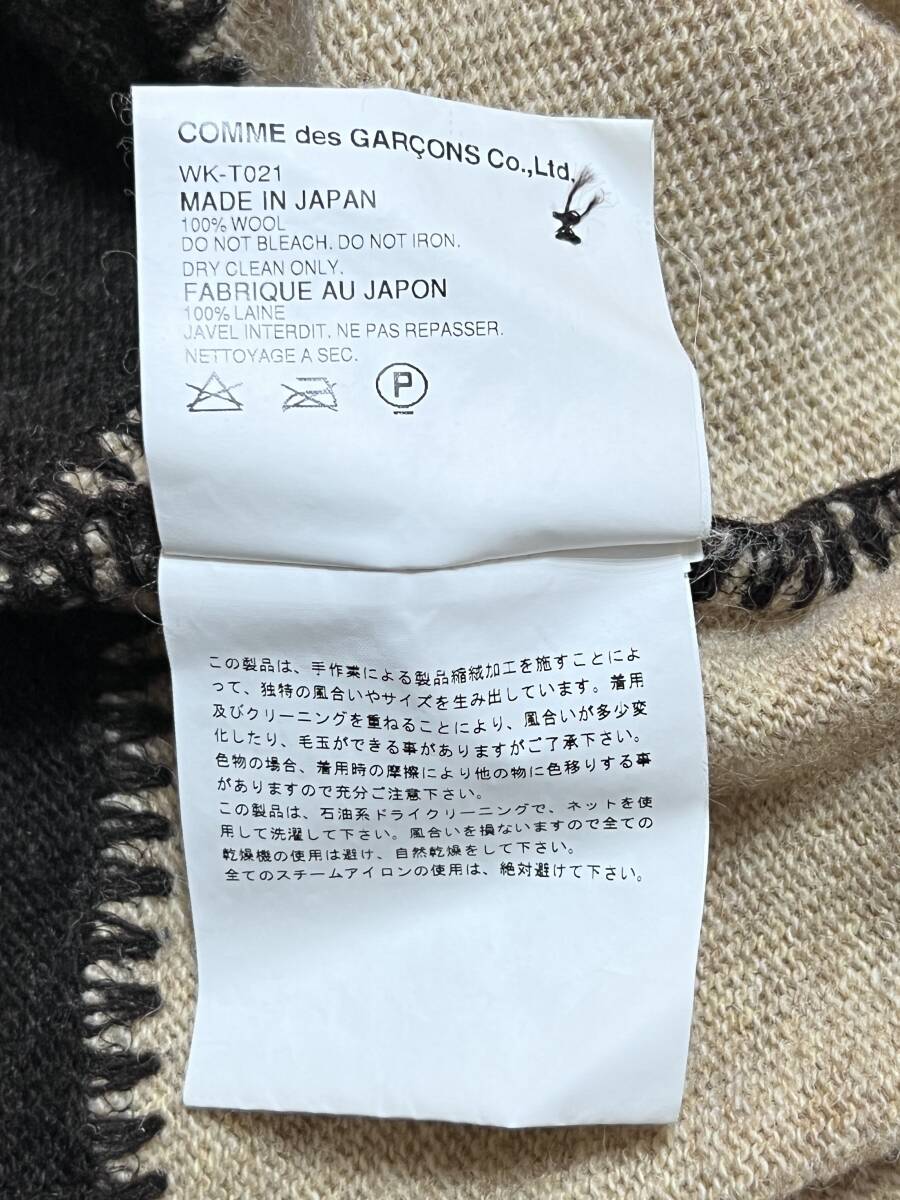 COMME des GARÇONS Co.,Ltd.
WK-T021
MADE IN JAPAN
100% WOOL
DO NOT BLEACH. DO NOT IRON.
DRY CLEAN ONLY.
FABRIQUE AU JAPON
100% LAINE
JAVEL INTERDIT. NE PAS REPASSER.
NETTOYAGE A SEC.
P
この製品は、手作業による製品縮絨加工を施すことによ
って、独特の風合いやサイズを生み出しています。着用
及びクリーニングを重ねることにより、風合いが多少変
化したり、毛玉ができる事がありますがご了承下さい。
色物の場合、着用時の摩擦により他の物に色移りする事
がありますので充分ご注意下さい。
この製品は、石油系ドライクリーニングで、ネットを使
用して洗濯して下さい。風合いを損ないますので全ての
乾燥機の使用は避け、自然乾燥をして下さい。
全てのスチームアイロンの使用は、絶対避けて下さい。